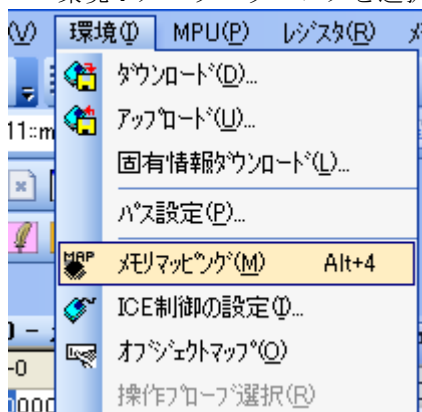 (V) 環境(I) MPU(P) レジスタ(R)
ダウンロード(D)...
アップロード(U)...
11::m
固有情報ダウンロード(L)...
パス設定(P)...
MAP メモリマッピング(M) Alt+4
ICE制御の設定(I)...
オブジェクトマップ(O)
-0
操作プローブ選択(R)